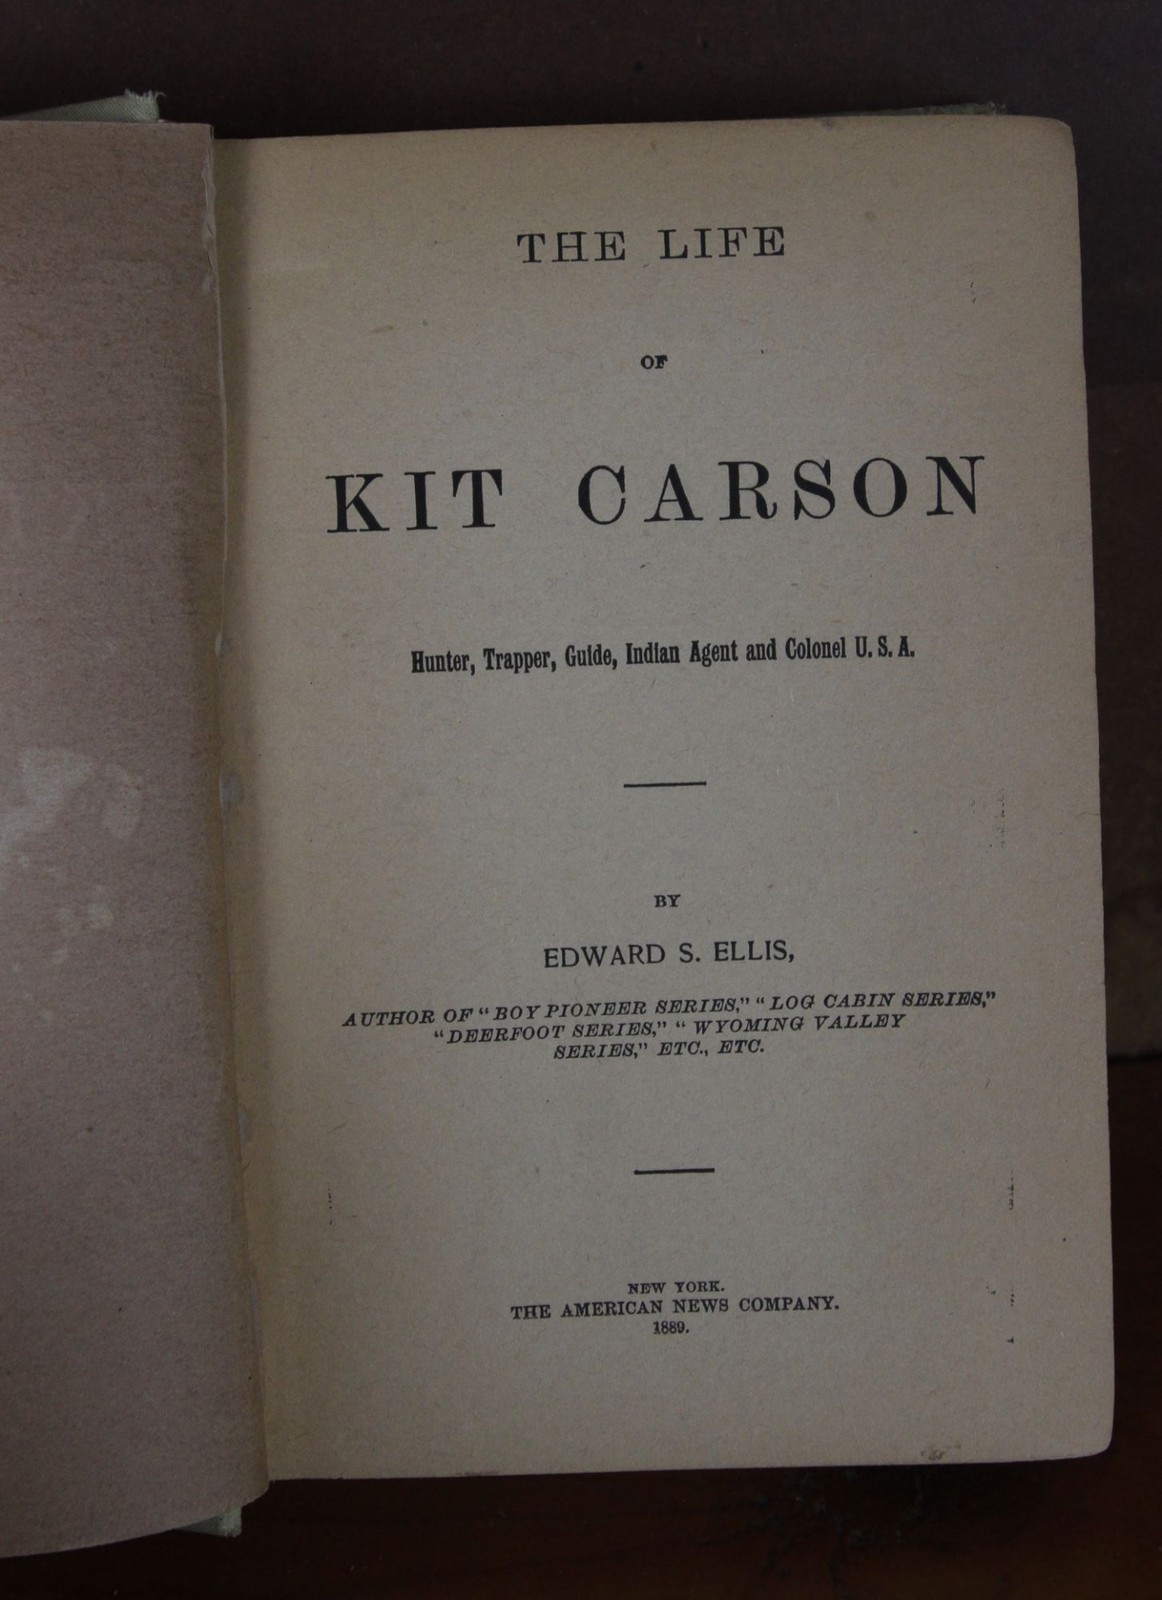 THE LIFE
OF
KIT CARSON
Hunter, Trapper, Guide, Indian Agent and Colonel U. S. A.
BY
EDWARD S. ELLIS,
AUTHOR OF "BOY PIONEER SERIES," "LOG CABIN SERIES,"
"DEERFOOT SERIES," "WYOMING VALLEY
SERIES," ETC., ETC.
NEW YORK.
THE AMERICAN NEWS COMPANY.
1889.